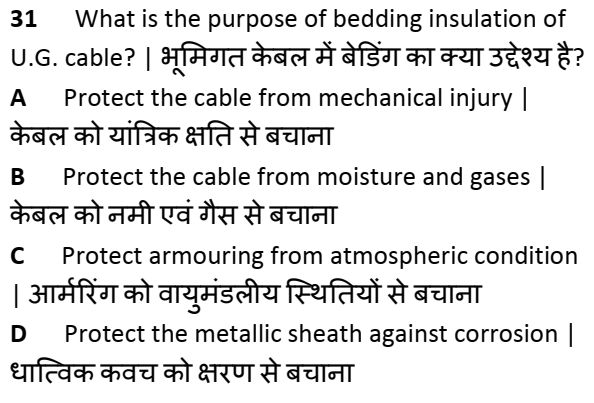 31 What is the purpose of bedding insulation of
U.G. cable? | भूमिगत केबल में बेडिंग का क्या उद्देश्य है?
A Protect the cable from mechanical injury |
केबल को यांत्रिक क्षति से बचाना
B Protect the cable from moisture and gases |
केबल को नमी एवं गैस से बचाना
C Protect armouring from atmospheric condition
| आर्मरिंग को वायुमंडलीय स्थितियों से बचाना
D Protect the metallic sheath against corrosion |
धात्विक कवच को क्षरण से बचाना